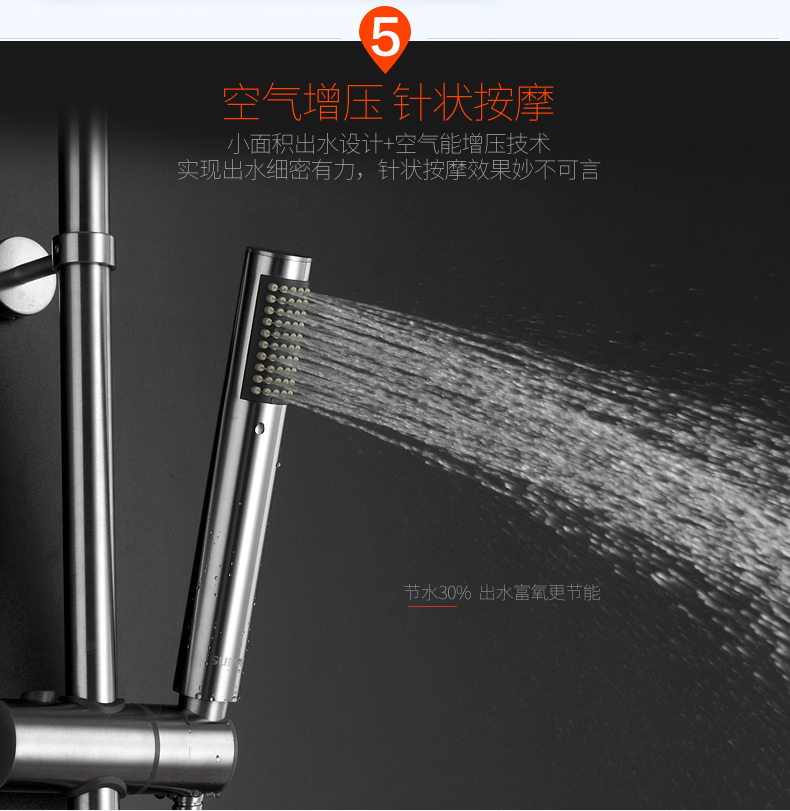 5
空气增压 针状按摩
小面积出水设计+空气能增压技术
实现出水细密有力，针状按摩效果妙不可言
节水30% 出水富氧更节能